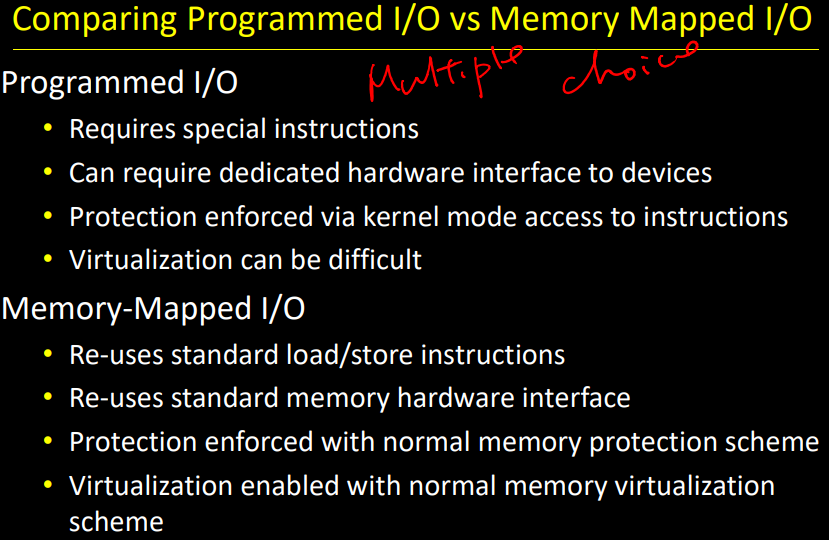 Comparing Programmed I/O vs Memory Mapped I/O
Multiple choice
Programmed I/O
• Requires special instructions
• Can require dedicated hardware interface to devices
• Protection enforced via kernel mode access to instructions
• Virtualization can be difficult
Memory-Mapped I/O
• Re-uses standard load/store instructions
• Re-uses standard memory hardware interface
• Protection enforced with normal memory protection scheme
• Virtualization enabled with normal memory virtualization
scheme